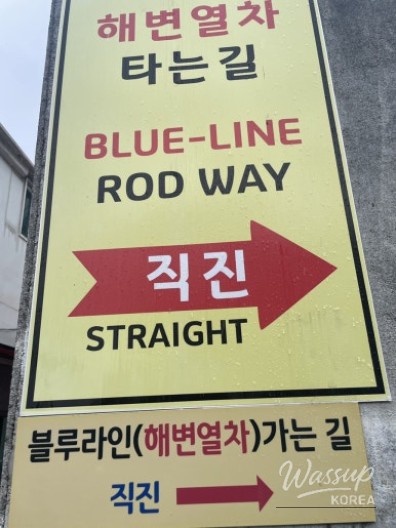 해변열차
타는길
BLUE-LINE
ROD WAY
직진
STRAIGHT
블루라인(해변열차)가는 길
직진
Wassup
KOREA